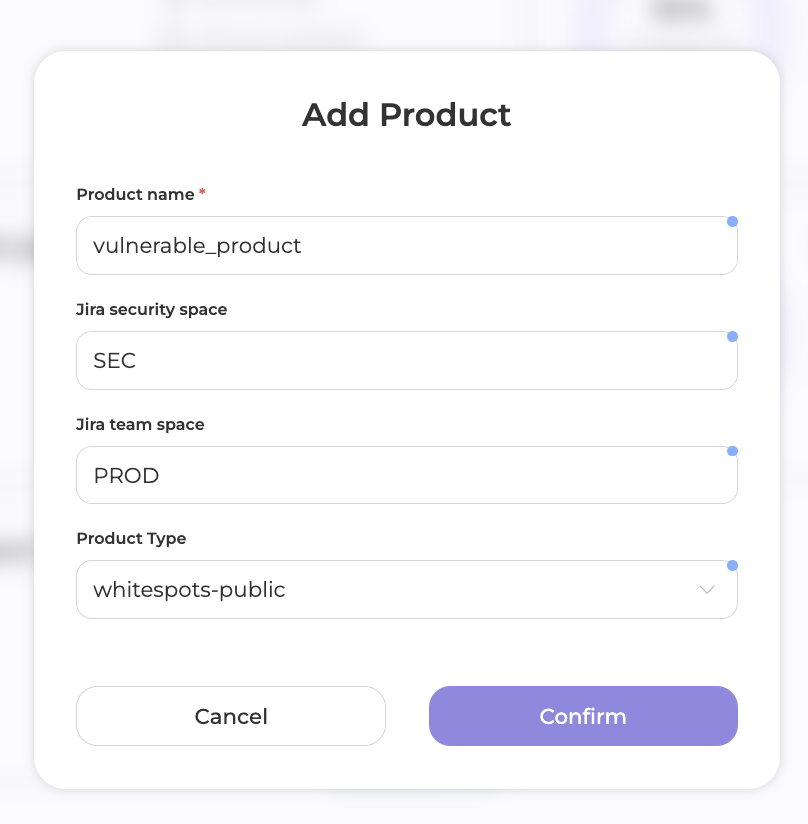 Add Product
Product name *
vulnerable_product
Jira security space
SEC
Jira team space
PROD
Product Type
whitespots-public
Cancel
Confirm